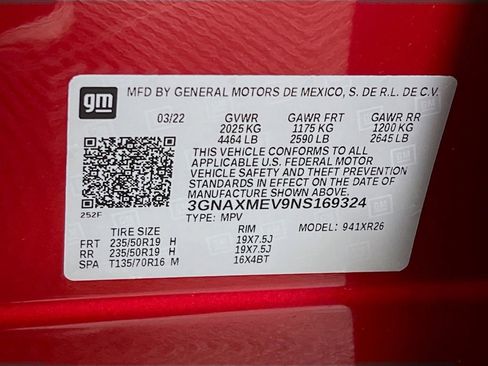 gm MFD BY GENERAL MOTORS DE MEXICO, S. DE R.L. DE C.V.
03/22 GVWR GAWR FRT GAWR RR
2025 KG 1175 KG 1200 KG
4464 LB 2590 LB 2645 LB
THIS VEHICLE CONFORMS TO ALL
APPLICABLE U.S. FEDERAL MOTOR
VEHICLE SAFETY AND THEFT PREVENTION
STANDARDS IN EFFECT ON THE DATE OF
MANUFACTURE SHOWN ABOVE.
3GNAXMEV9NS169324
252F TYPE: MPV
TIRE SIZE RIM MODEL: 941XR26
FRT 235/50R19 H 19X7.5J
RR 235/50R19 H 19X7.5J
SPA T135/70R16 M 16X4BT